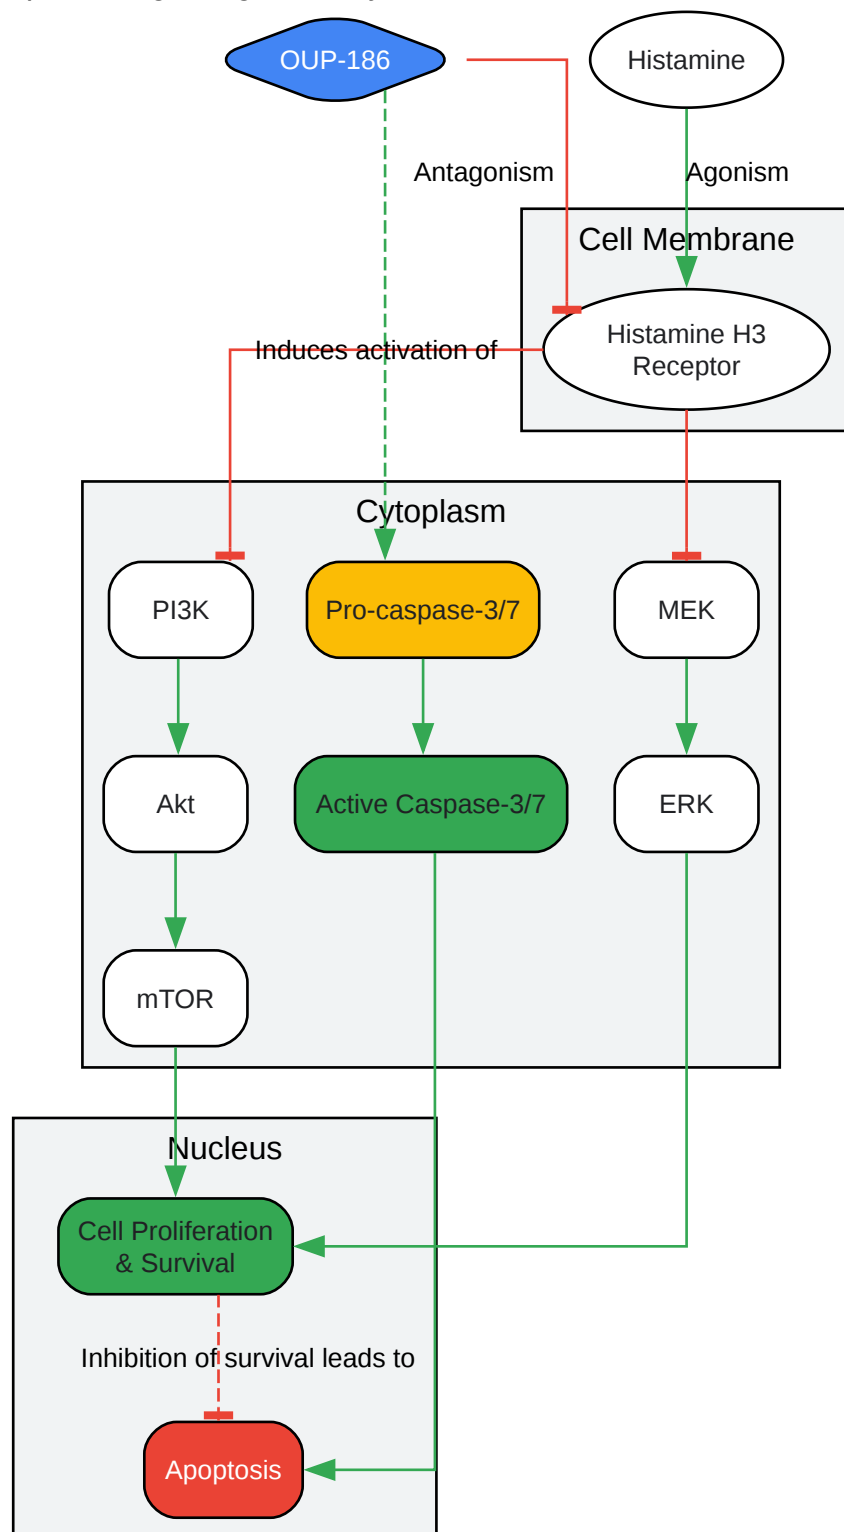 OUP-186
Histamine
Antagonism
Agonism
Cell Membrane
Histamine H3
Receptor
Induces activation of
Cytoplasm
PI3K
Pro-caspase-3/7
MEK
Akt
Active Caspase-3/7
ERK
mTOR
Nucleus
Cell Proliferation
& Survival
Inhibition of survival leads to
Apoptosis